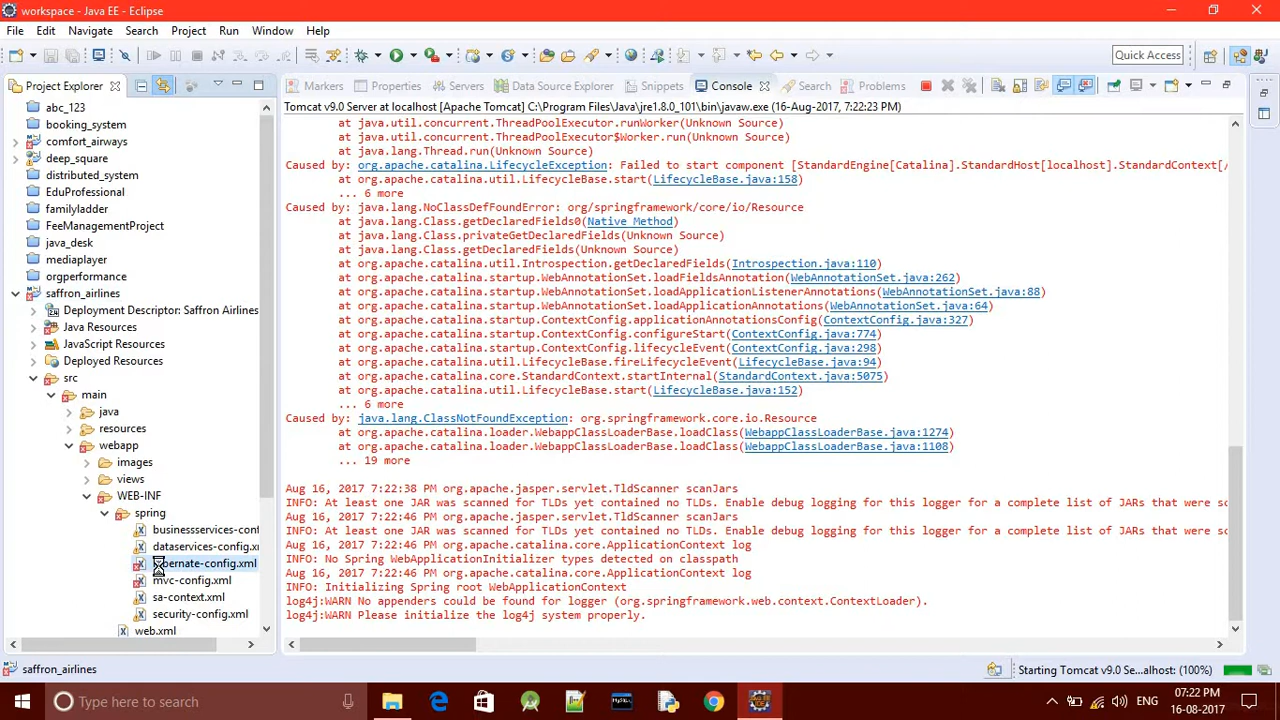 workspace - Java EE - Eclipse
File Edit Navigate Search Project Run Window Help
Quick Access
Project Explorer
Markers Properties Servers Data Source Explorer Snippets Console Search Problems
abc_123
booking_system
comfort_airways
deep_square
distributed_system
EduProfessional
familyladder
FeeManagementProject
java_desk
mediaplayer
orgperformance
saffron_airlines
Deployment Descriptor: Saffron Airlines
Java Resources
JavaScript Resources
Deployed Resources
src
main
java
resources
webapp
images
views
WEB-INF
spring
businessservices-cont
dataservices-config.x
bernate-config.xml
mvc-config.xml
sa-context.xml
security-config.xml
web.xml
Tomcat v9.0 Server at localhost [Apache Tomcat] C:\Program Files\Java\jre1.8.0_101\bin\javaw.exe (16-Aug-2017, 7:22:23 PM)
at java.util.concurrent.ThreadPoolExecutor.runWorker(Unknown Source)
at java.util.concurrent.ThreadPoolExecutor$Worker.run(Unknown Source)
at java.lang.Thread.run(Unknown Source)
Caused by: org.apache.catalina.LifecycleException: Failed to start component [StandardEngine[Catalina].StandardHost[localhost].StandardContext[/
at org.apache.catalina.util.LifecycleBase.start(LifecycleBase.java:158)
... 6 more
Caused by: java.lang.NoClassDefFoundError: org/springframework/core/io/Resource
at java.lang.Class.getDeclaredFields0(Native Method)
at java.lang.Class.privateGetDeclaredFields(Unknown Source)
at java.lang.Class.getDeclaredFields(Unknown Source)
at org.apache.catalina.util.Introspection.getDeclaredFields(Introspection.java:110)
at org.apache.catalina.startup.WebAnnotationSet.loadFieldsAnnotation(WebAnnotationSet.java:262)
at org.apache.catalina.startup.WebAnnotationSet.loadApplicationListenerAnnotations(WebAnnotationSet.java:88)
at org.apache.catalina.startup.WebAnnotationSet.loadApplicationAnnotations(WebAnnotationSet.java:64)
at org.apache.catalina.startup.ContextConfig.applicationAnnotationsConfig(ContextConfig.java:327)
at org.apache.catalina.startup.ContextConfig.configureStart(ContextConfig.java:774)
at org.apache.catalina.startup.ContextConfig.lifecycleEvent(ContextConfig.java:298)
at org.apache.catalina.util.LifecycleBase.fireLifecycleEvent(LifecycleBase.java:94)
at org.apache.catalina.core.StandardContext.startInternal(StandardContext.java:5075)
at org.apache.catalina.util.LifecycleBase.start(LifecycleBase.java:152)
... 6 more
Caused by: java.lang.ClassNotFoundException: org.springframework.core.io.Resource
at org.apache.catalina.loader.WebappClassLoaderBase.loadClass(WebappClassLoaderBase.java:1274)
at org.apache.catalina.loader.WebappClassLoaderBase.loadClass(WebappClassLoaderBase.java:1108)
... 19 more
Aug 16, 2017 7:22:38 PM org.apache.jasper.servlet.TldScanner scanJars
INFO: At least one JAR was scanned for TLDs yet contained no TLDs. Enable debug logging for this logger for a complete list of JARs that were sc
Aug 16, 2017 7:22:46 PM org.apache.jasper.servlet.TldScanner scanJars
INFO: At least one JAR was scanned for TLDs yet contained no TLDs. Enable debug logging for this logger for a complete list of JARs that were sc
Aug 16, 2017 7:22:46 PM org.apache.catalina.core.ApplicationContext log
INFO: No Spring WebApplicationInitializer types detected on classpath
Aug 16, 2017 7:22:46 PM org.apache.catalina.core.ApplicationContext log
INFO: Initializing Spring root WebApplicationContext
log4j:WARN No appenders could be found for logger (org.springframework.web.context.ContextLoader).
log4j:WARN Please initialize the log4j system properly.
saffron_airlines
Starting Tomcat v9.0 Se...alhost: (100%)
Type here to search
ENG
07:22 PM
16-08-2017